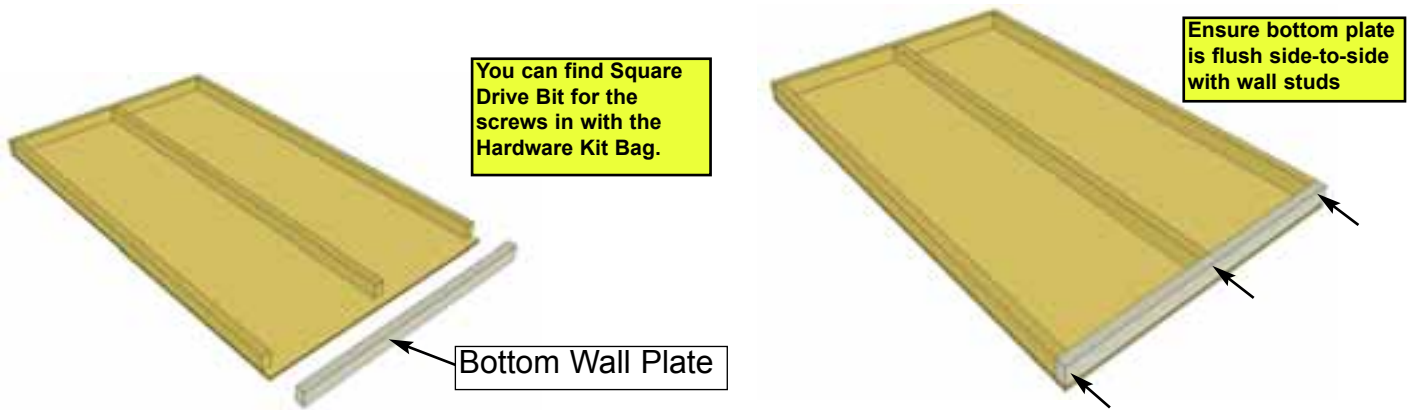 You can find Square
Drive Bit for the
screws in with the
Hardware Kit Bag.
Bottom Wall Plate
Ensure bottom plate
is flush side-to-side
with wall studs